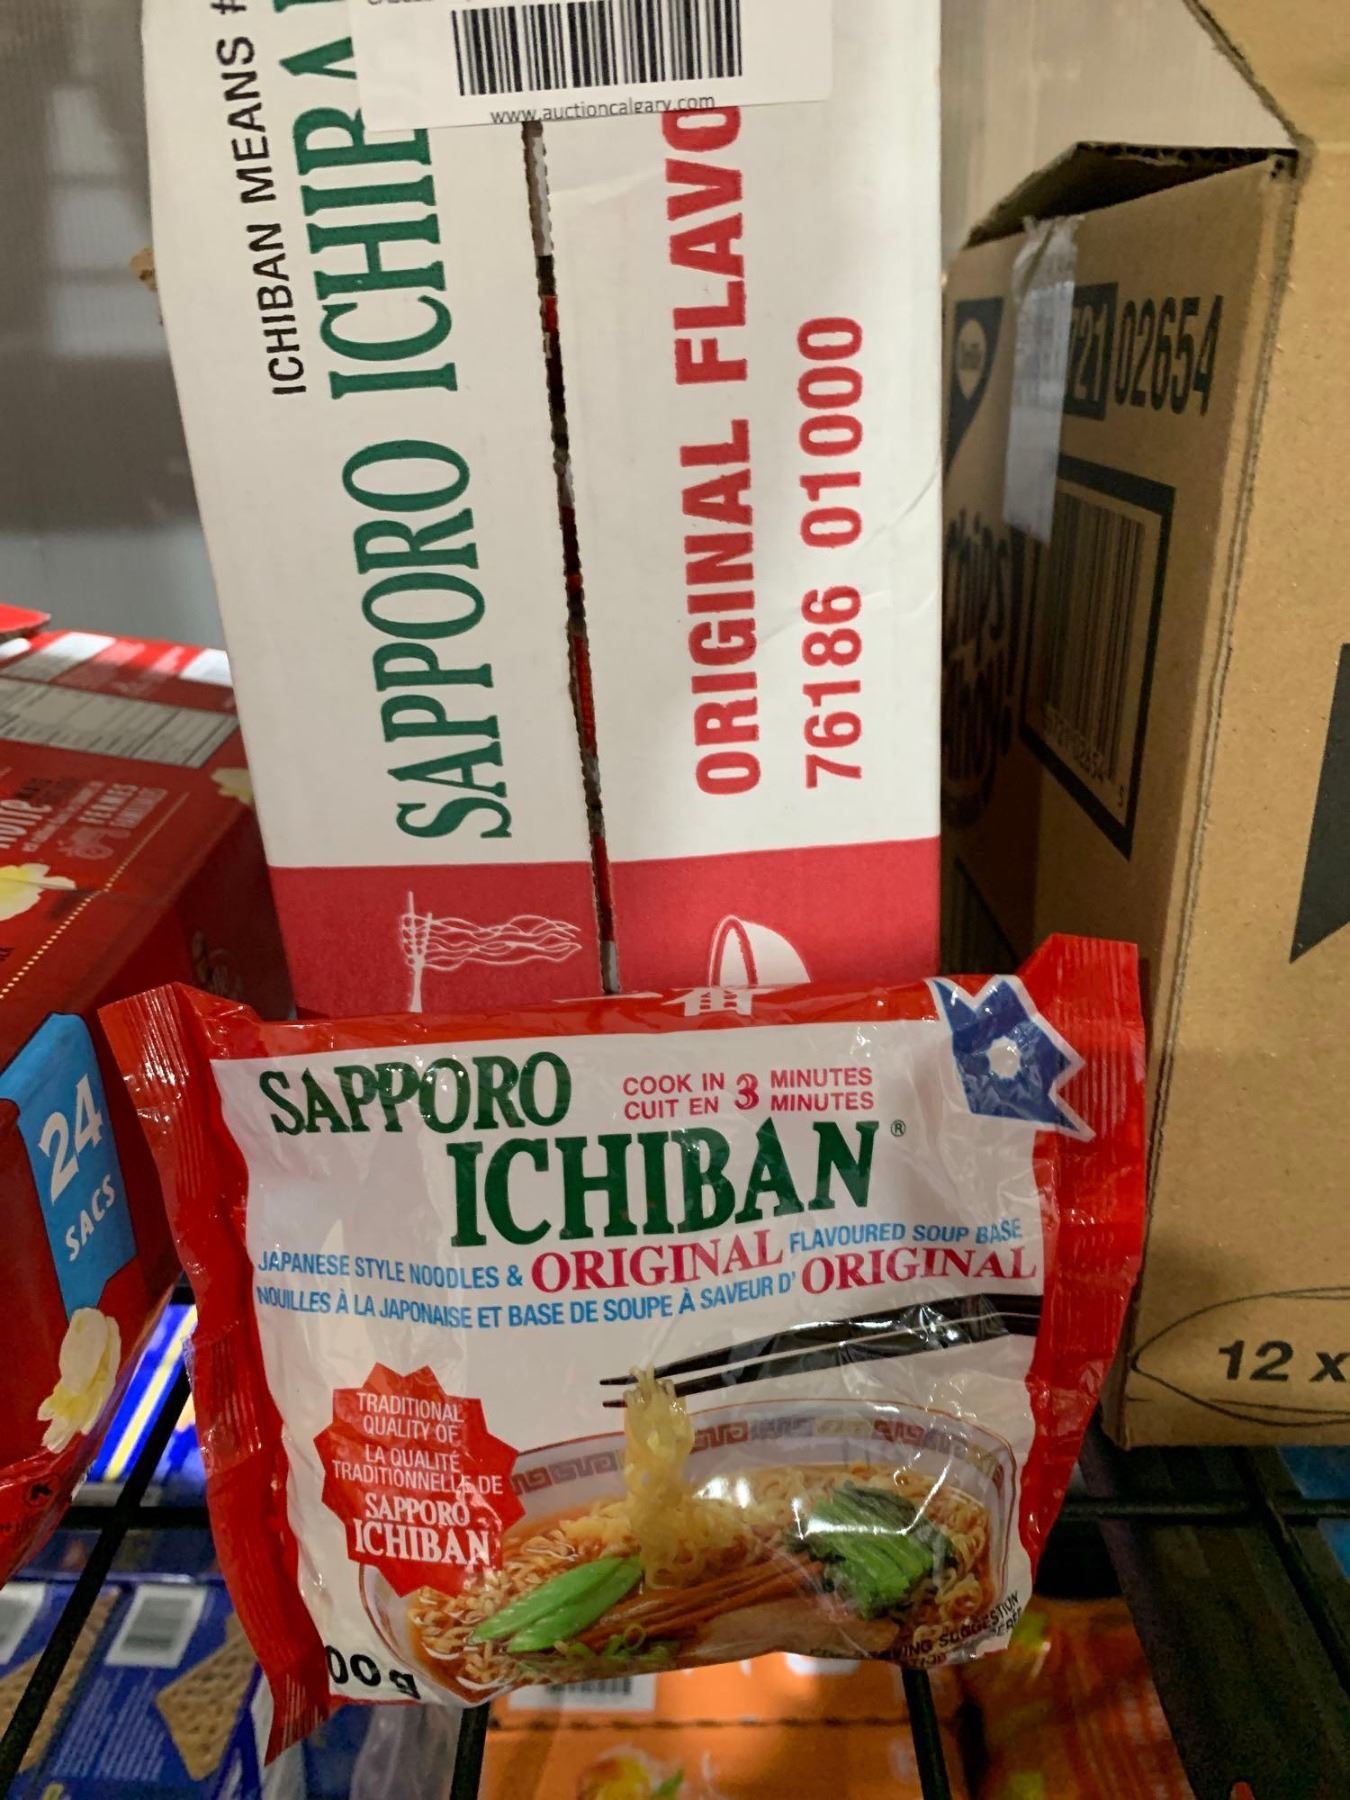 www.auctioncalgary.com
ICHIBAN MEANS #
SAPPORO ICHIBA
ORIGINAL FLAVO
76186 01000
02654
12 x
24
SACS
SAPPORO
COOK IN 3 MINUTES
CUIT EN 3 MINUTES
ICHIBAN®
JAPANESE STYLE NOODLES & ORIGINAL FLAVOURED SOUP BASE
NOUILLES À LA JAPONAISE ET BASE DE SOUPE À SAVEUR D' ORIGINAL
TRADITIONAL
QUALITY OF
LA QUALITÉ
TRADITIONNELLE DE
SAPPORO
ICHIBAN
00 g